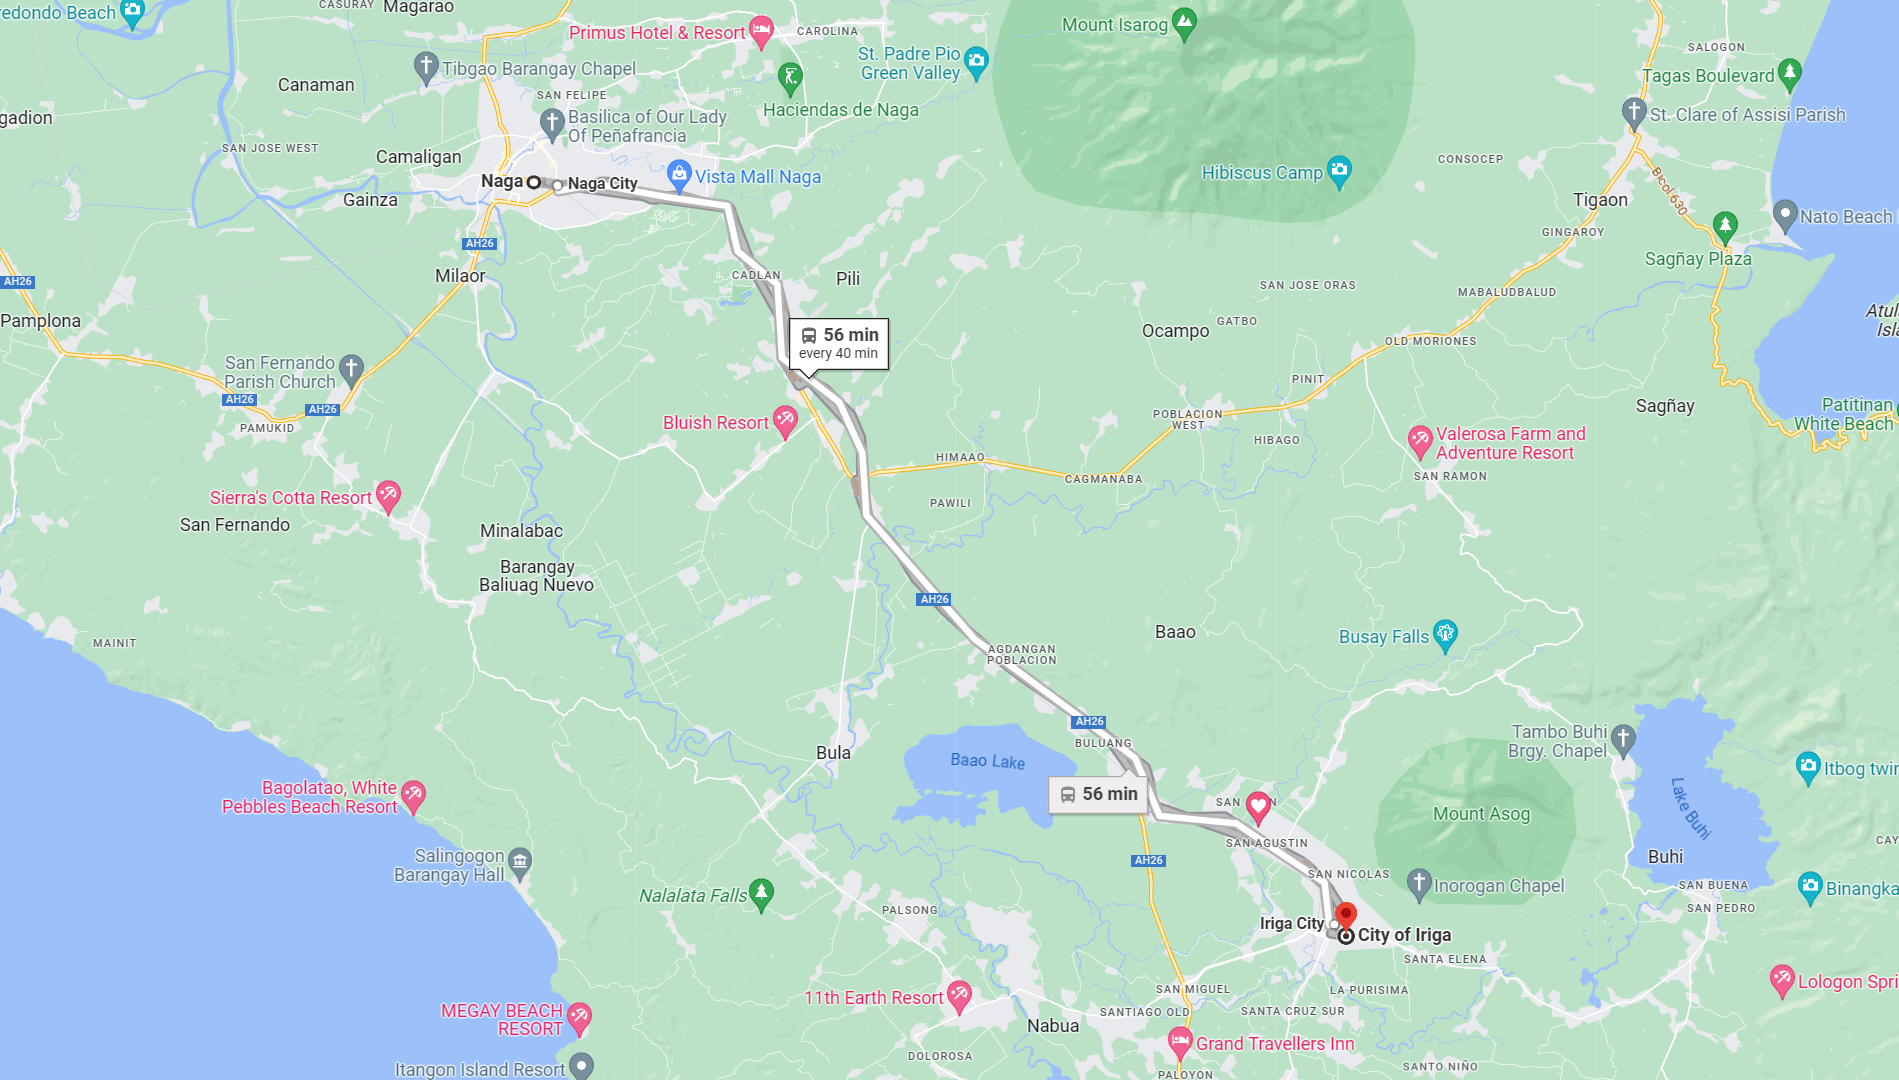 CASURAY
Magarao
redondo Beach
Primus Hotel & Resort
CAROLINA
Mount Isarog
SALOGON
St. Padre Pio
Green Valley
Tibgao Barangay Chapel
Tagas Boulevard
Canaman
SAN FELIPE
Haciendas de Naga
gadion
Basilica of Our Lady
Of Peñafrancia
St. Clare of Assisi Parish
SAN JOSE WEST
Camaligan
CONSOCEP
Naga
Naga City
Vista Mall Naga
Hibiscus Camp
Bicol 630
Gainza
Tigaon
Nato Beach
GINGAROY
AH26
Sagñay Plaza
Milaor
CADLAN
Pili
AH26
SAN JOSE ORAS
MABALUDBALUD
Pamplona
GATBO
Atul
Isla
56 min
every 40 min
Ocampo
OLD MORIONES
San Fernando
Parish Church
PINIT
AH26
AH26
PAMUKID
Bluish Resort
POBLACION
WEST
Sagñay
Patitinan
White Beach
HIBAGO
Valerosa Farm and
Adventure Resort
HIMAAO
CAGMANABA
SAN RAMON
Sierra's Cotta Resort
PAWILI
San Fernando
Minalabac
Barangay
Baliuag Nuevo
AH26
MAINIT
Baao
Busay Falls
AGDANGAN
POBLACION
AH26
BULUANG
Bula
Baao Lake
Tambo Buhi
Brgy. Chapel
Itbog twin
Bagolatao, White
Pebbles Beach Resort
56 min
SAN
N
Mount Asog
Lake Buhi
SAN AGUSTIN
CAY
Salingogon
Barangay Hall
AH26
Buhi
SAN NICOLAS
Inorogan Chapel
SAN BUENA
Binangka
Nalalata Falls
PALSONG
SAN PEDRO
Iriga City
City of Iriga
SANTA ELENA
11th Earth Resort
SAN MIGUEL
LA PURISIMA
Lologon Spri
MEGAY BEACH
RESORT
SANTIAGO OLD
SANTA CRUZ SUR
Nabua
Grand Travellers Inn
DOLOROSA
Itangon Island Resort
SANTO NIÑO
PALOYON